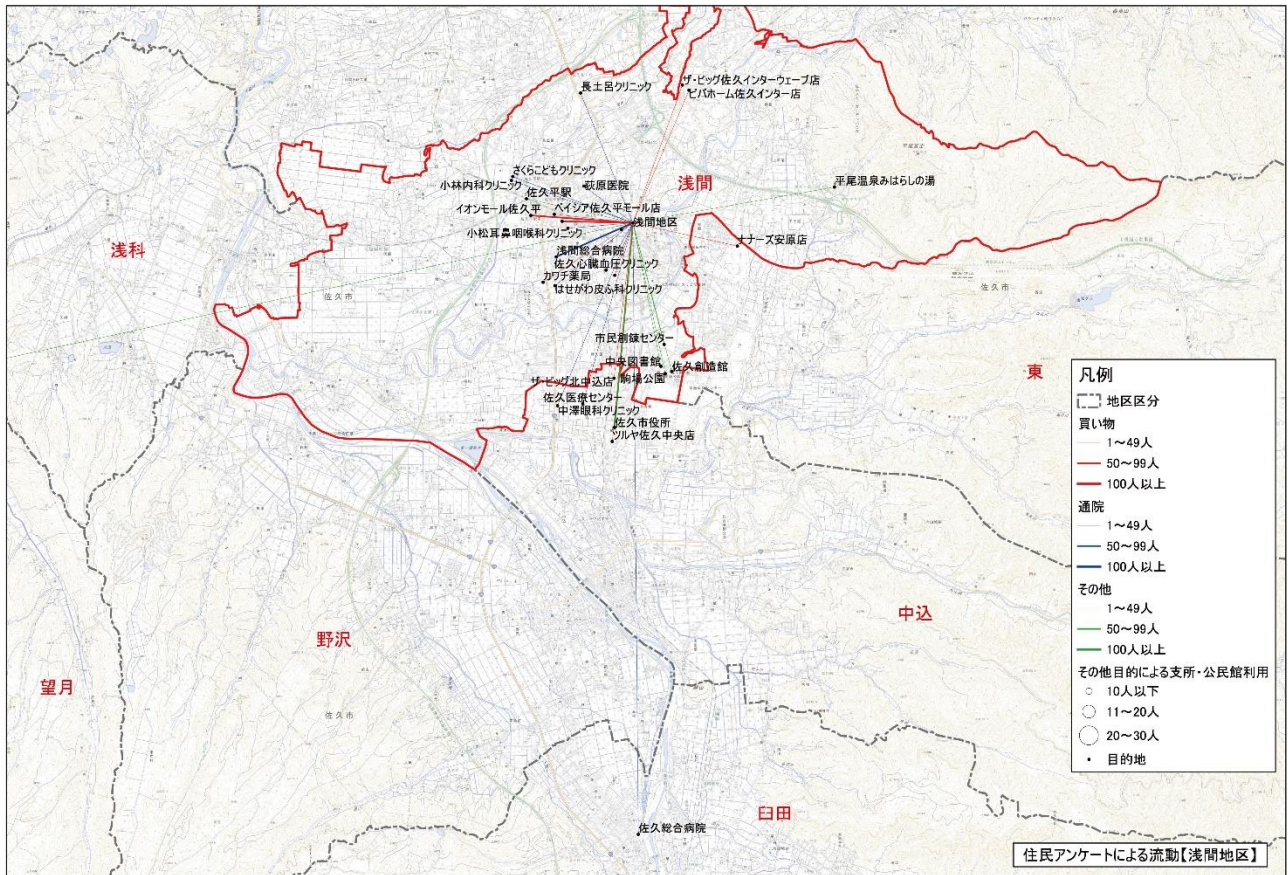 ザ・ビッグ佐久インターウェーブ店
ビバホーム佐久インター店
長土呂クリニック
さくらこどもクリニック
小林内科クリニック
荻原医院
浅間
平尾温泉みはらしの湯
佐久平駅
イオンモール佐久平
ベイシア佐久平モール店
浅間地区
小松耳鼻咽喉科クリニック
ナナーズ安原店
浅科
浅間総合病院
佐久心臓血圧クリニック
カワチ薬局
はせがわ皮ふ科クリニック
佐久市
佐久市
市民創錬センター
中央図書館
佐久創造館
ザ・ビッグ北中込店
駒場公園
東
佐久医療センター
中澤眼科クリニック
佐久市役所
ツルヤ佐久中央店
中込
野沢
望月
佐久市
臼田
佐久総合病院
凡例
地区区分
買い物
1～49人
50～99人
100人以上
通院
1～49人
50～99人
100人以上
その他
1～49人
50～99人
100人以上
その他目的による支所・公民館利用
10人以下
11～20人
20～30人
目的地
住民アンケートによる流動【浅間地区】